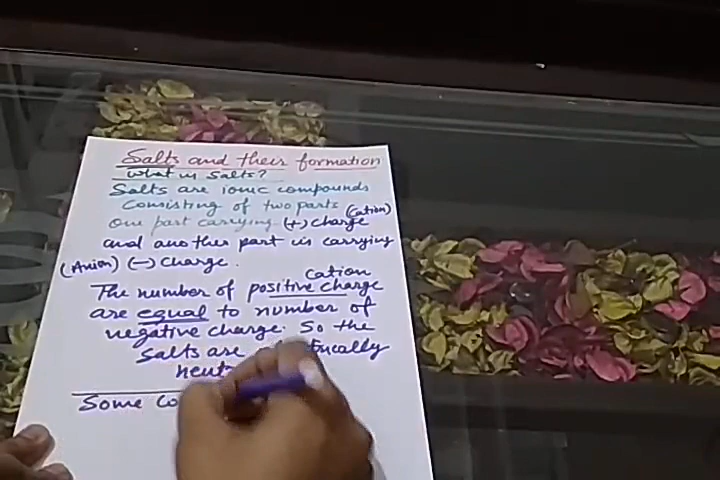 Salts and their formation
What is salts?
Salts are ionic compounds
Consisting of two parts
(cation)
One part carrying (+) charge
and another part is carrying
(Anion) (-) charge.
cation
The number of positive charge
are equal to number of
negative charge. So the
Salts are
Some